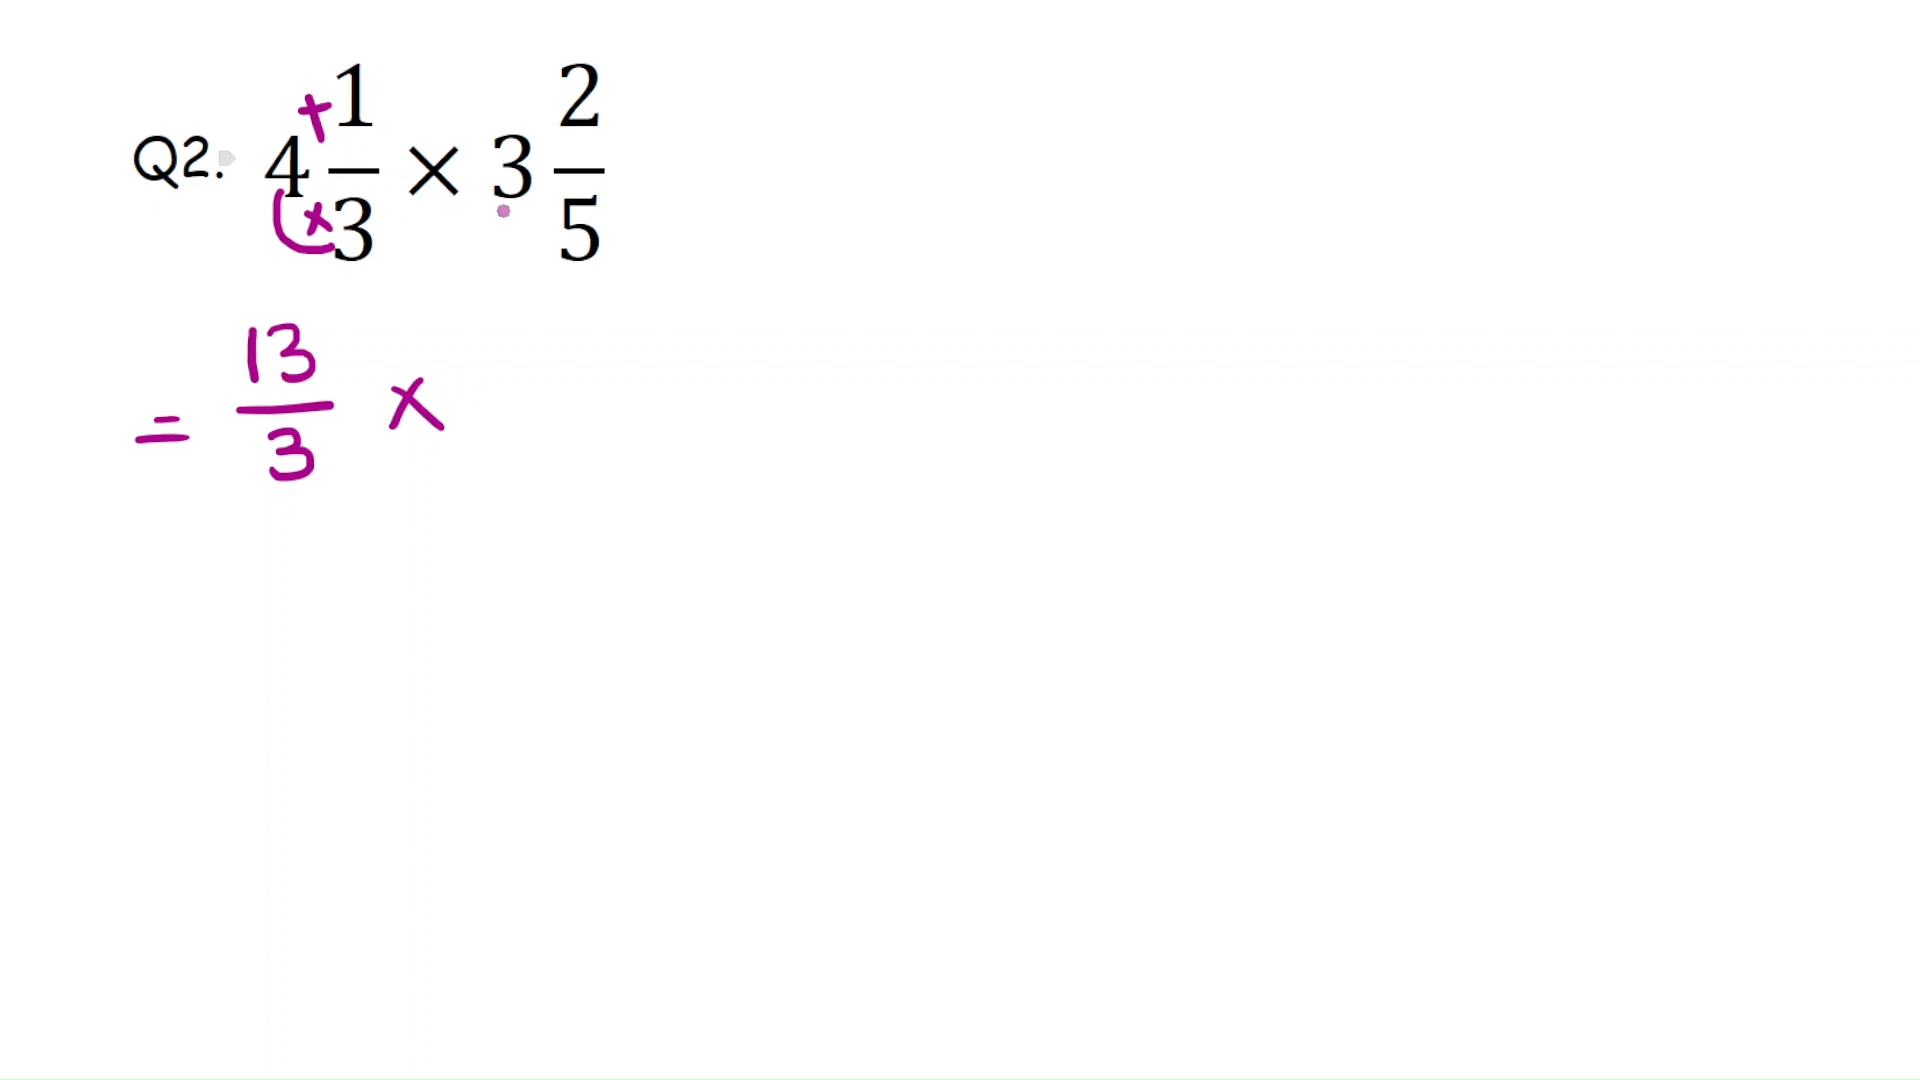 Q2. 4 1/3 × 3 2/5
+
×
= 13/3 ×